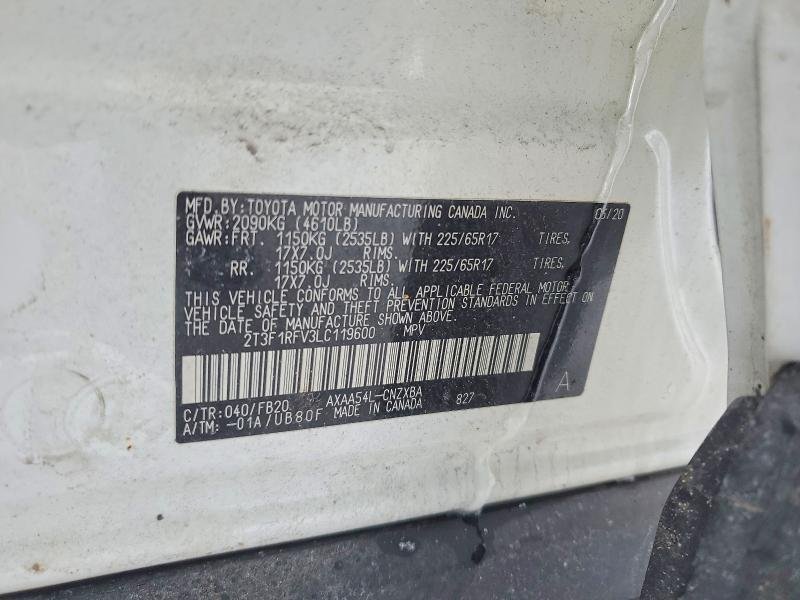 MFD.BY:TOYOTA MOTOR MANUFACTURING CANADA INC. 05/20
GVWR:2090KG (4610LB)
GAWR:FRT. 1150KG (2535LB) WITH 225/65R17 TIRES,
17X7.0J RIMS.
RR. 1150KG (2535LB) WITH 225/65R17 TIRES,
17X7.0J RIMS.
THIS VEHICLE CONFORMS TO ALL APPLICABLE FEDERAL MOTOR
VEHICLE SAFETY AND THEFT PREVENTION STANDARDS IN EFFECT ON
THE DATE OF MANUFACTURE SHOWN ABOVE.
2T3F1RFV3LC119600 MPV
C/TR:040/FB20 AXAA54L-CNZXBA 827 A
A/TM:-01A/UB80F MADE IN CANADA